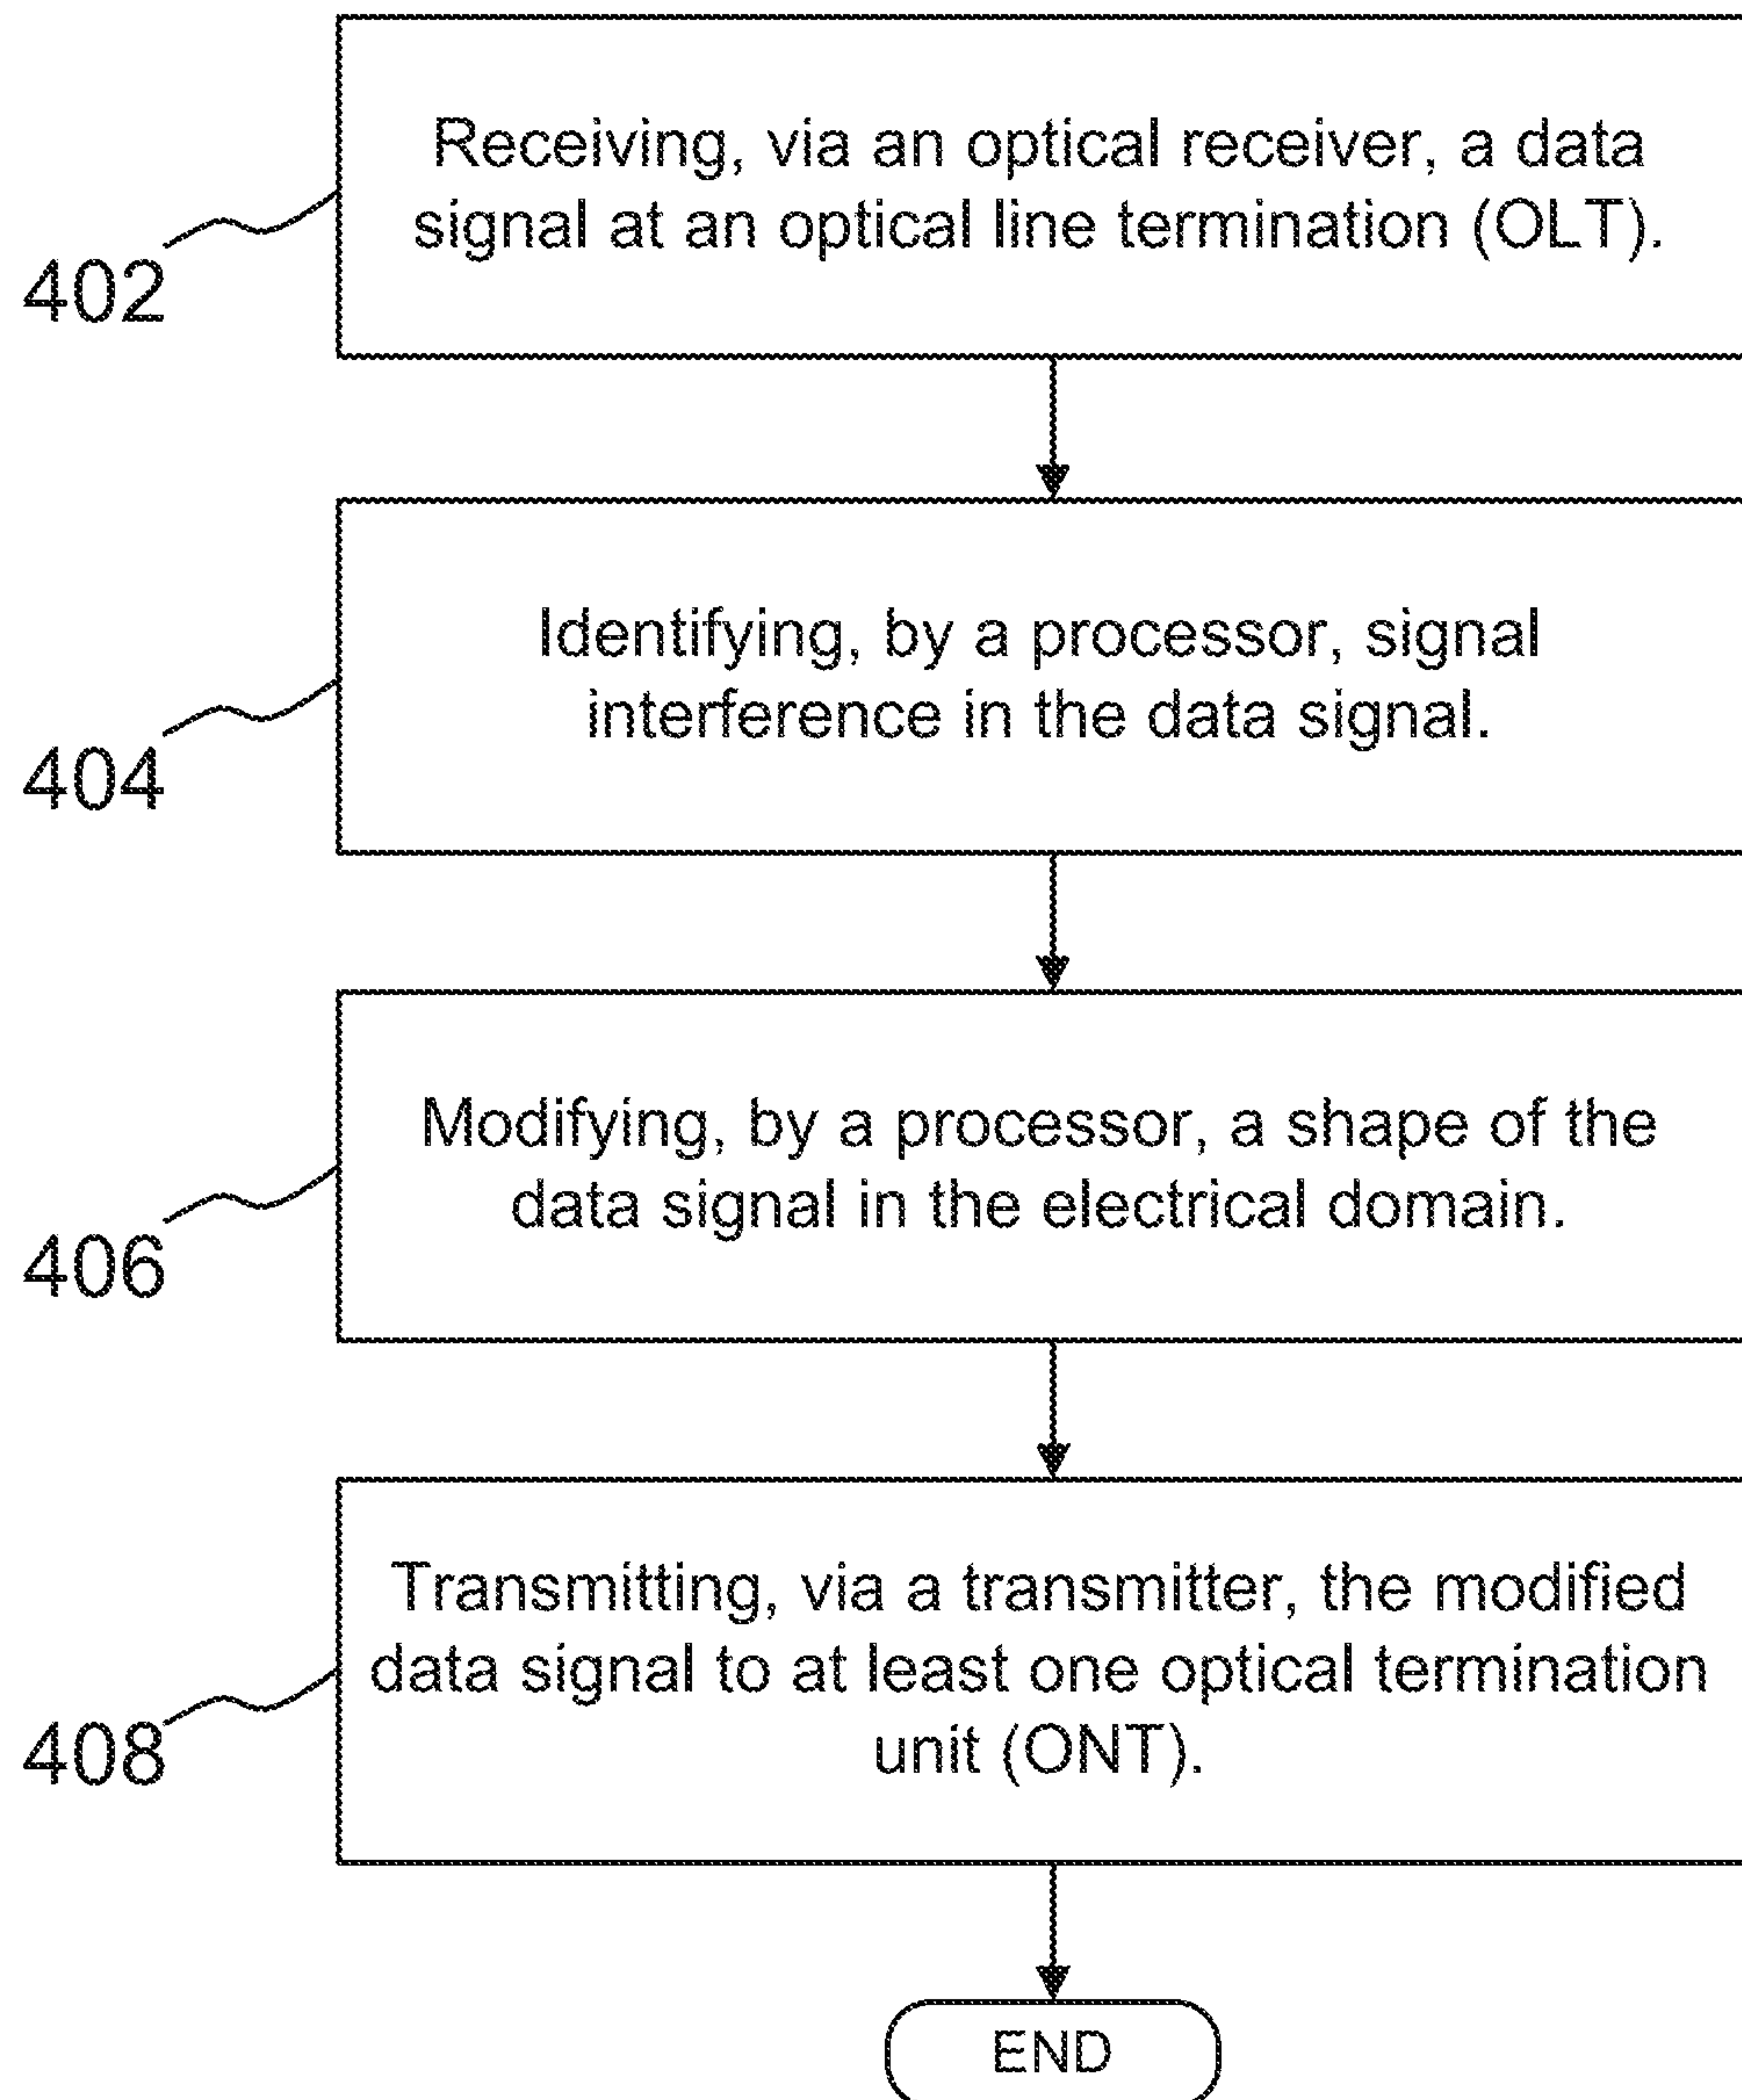 Receiving, via an optical receiver, a data
signal at an optical line termination (OLT).
402
Identifying, by a processor, signal
interference in the data signal.
404
Modifying, by a processor, a shape of the
data signal in the electrical domain.
406
Transmitting, via a transmitter, the modified
data signal to at least one optical termination
unit (ONT).
408
END